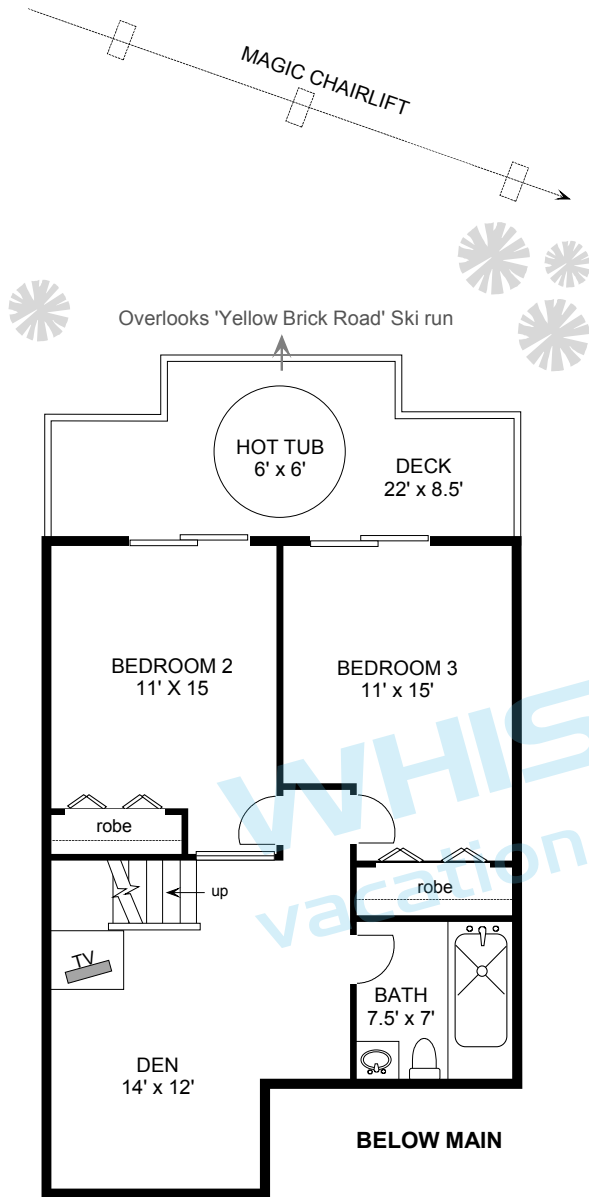 MAGIC CHAIRLIFT
Overlooks 'Yellow Brick Road' Ski run
HOT TUB
6' x 6'
DECK
22' x 8.5'
BEDROOM 2
11' X 15
BEDROOM 3
11' x 15'
WHIS
robe
robe
up
vacation
TV
BATH
7.5' x 7'
DEN
14' x 12'
BELOW MAIN